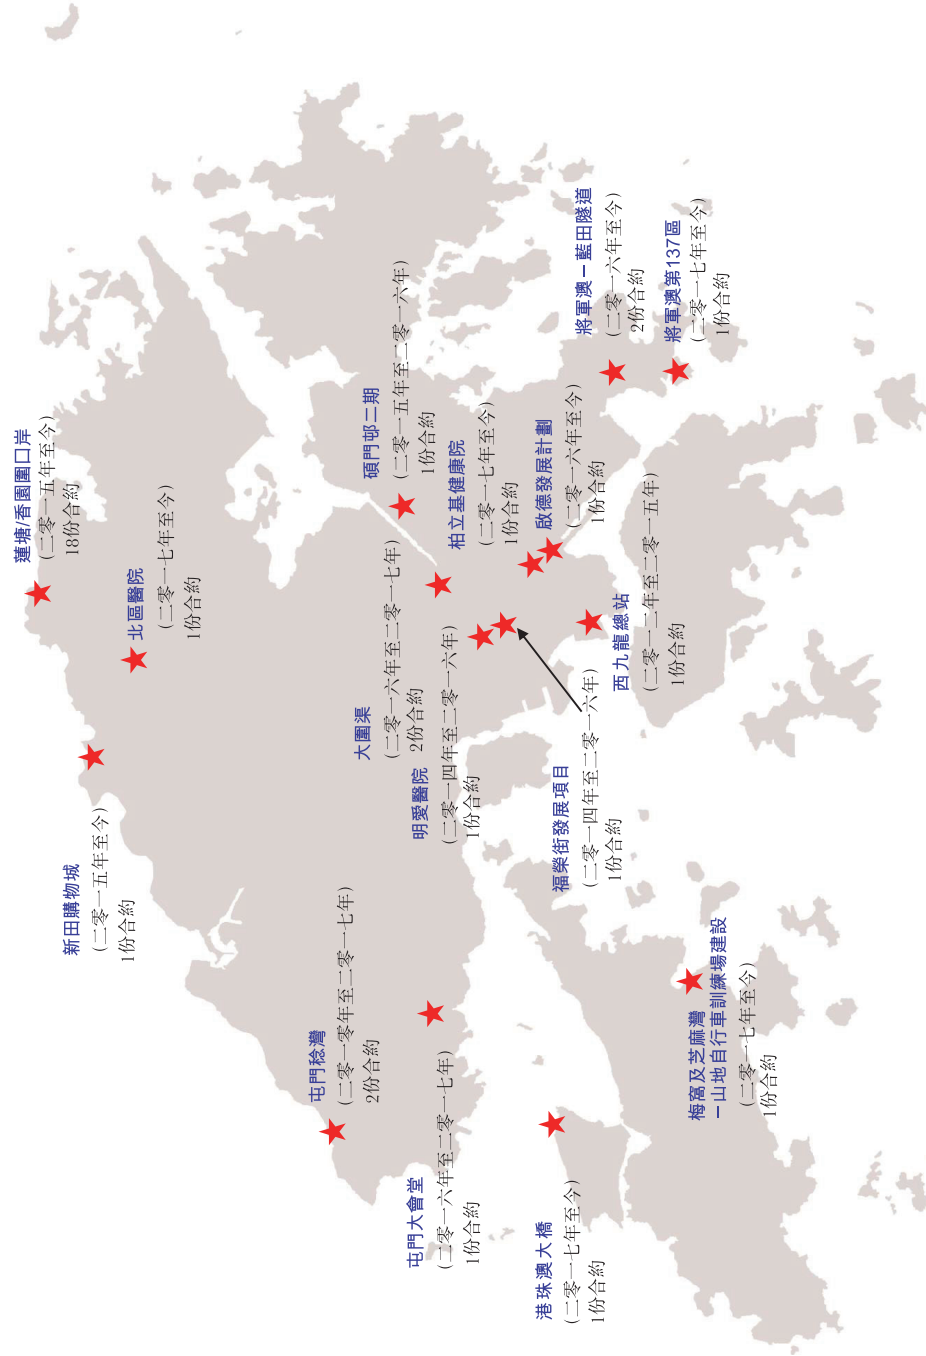 蓮塘/香園圍口岸
(二零一五年至今)
18份合約
北區醫院
(二零一七年至今)
1份合約
新田購物城
(二零一五年至今)
1份合約
屯門稔灣
(二零一零年至二零一七年)
2份合約
屯門大會堂
(二零一六年至二零一七年)
1份合約
大圍渠
(二零一六年至二零一七年)
2份合約
明愛醫院
(二零一四年至二零一六年)
1份合約
碩門邨二期
(二零一五年至二零一六年)
1份合約
柏立基健康院
(二零一七年至今)
1份合約
啟德發展計劃
(二零一六年至今)
1份合約
將軍澳－藍田隧道
(二零一六年至今)
2份合約
將軍澳第137區
(二零一七年至今)
1份合約
西九龍總站
(二零一二年至二零一五年)
1份合約
福榮街發展項目
(二零一四年至二零一六年)
1份合約
梅窩及芝麻灣
－山地自行車訓練場建設
(二零一七年至今)
1份合約
港珠澳大橋
(二零一七年至今)
1份合約